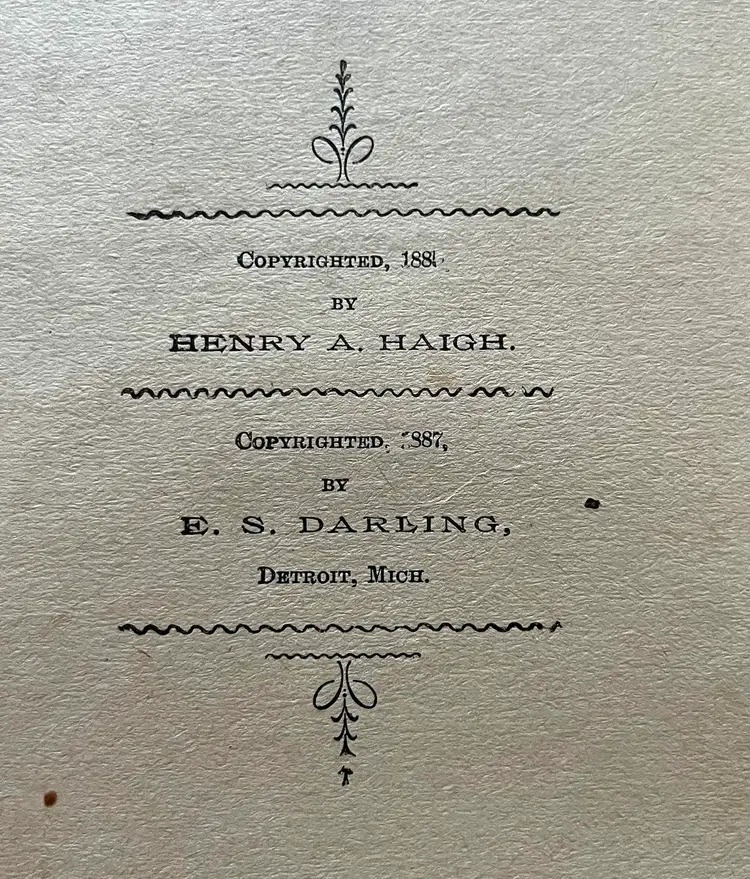 COPYRIGHTED,
BY
HENRY A. HAIGH.
COPYRIGHTED, 1887,
BY
E. S. DARLING,
DETROIT, MICH.